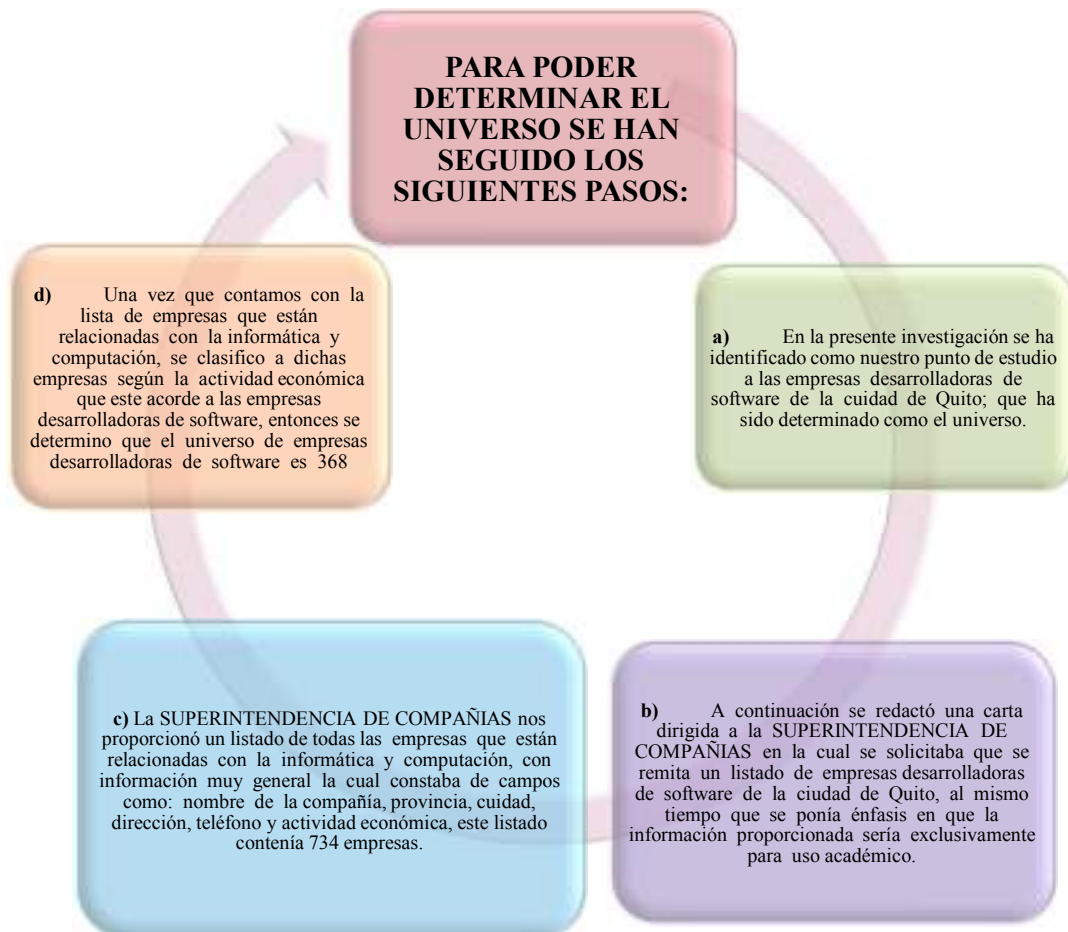 PARA PODER
DETERMINAR EL
UNIVERSO SE HAN
SEGUIDO LOS
SIGUIENTES PASOS:
a) En la presente investigación se ha
identificado como nuestro punto de estudio
a las empresas desarrolladoras de
software de la cuidad de Quito; que ha
sido determinado como el universo.
b) A continuación se redactó una carta
dirigida a la SUPERINTENDENCIA DE
COMPAÑIAS en la cual se solicitaba que se
remita un listado de empresas desarrolladoras
de software de la ciudad de Quito, al mismo
tiempo que se ponía énfasis en que la
información proporcionada sería exclusivamente
para uso académico.
c) La SUPERINTENDENCIA DE COMPAÑIAS nos
proporcionó un listado de todas las empresas que están
relacionadas con la informática y computación, con
información muy general la cual constaba de campos
como: nombre de la compañía, provincia, cuidad,
dirección, teléfono y actividad económica, este listado
contenía 734 empresas.
d) Una vez que contamos con la
lista de empresas que están
relacionadas con la informática y
computación, se clasifico a dichas
empresas según la actividad económica
que este acorde a las empresas
desarrolladoras de software, entonces se
determino que el universo de empresas
desarrolladoras de software es 368